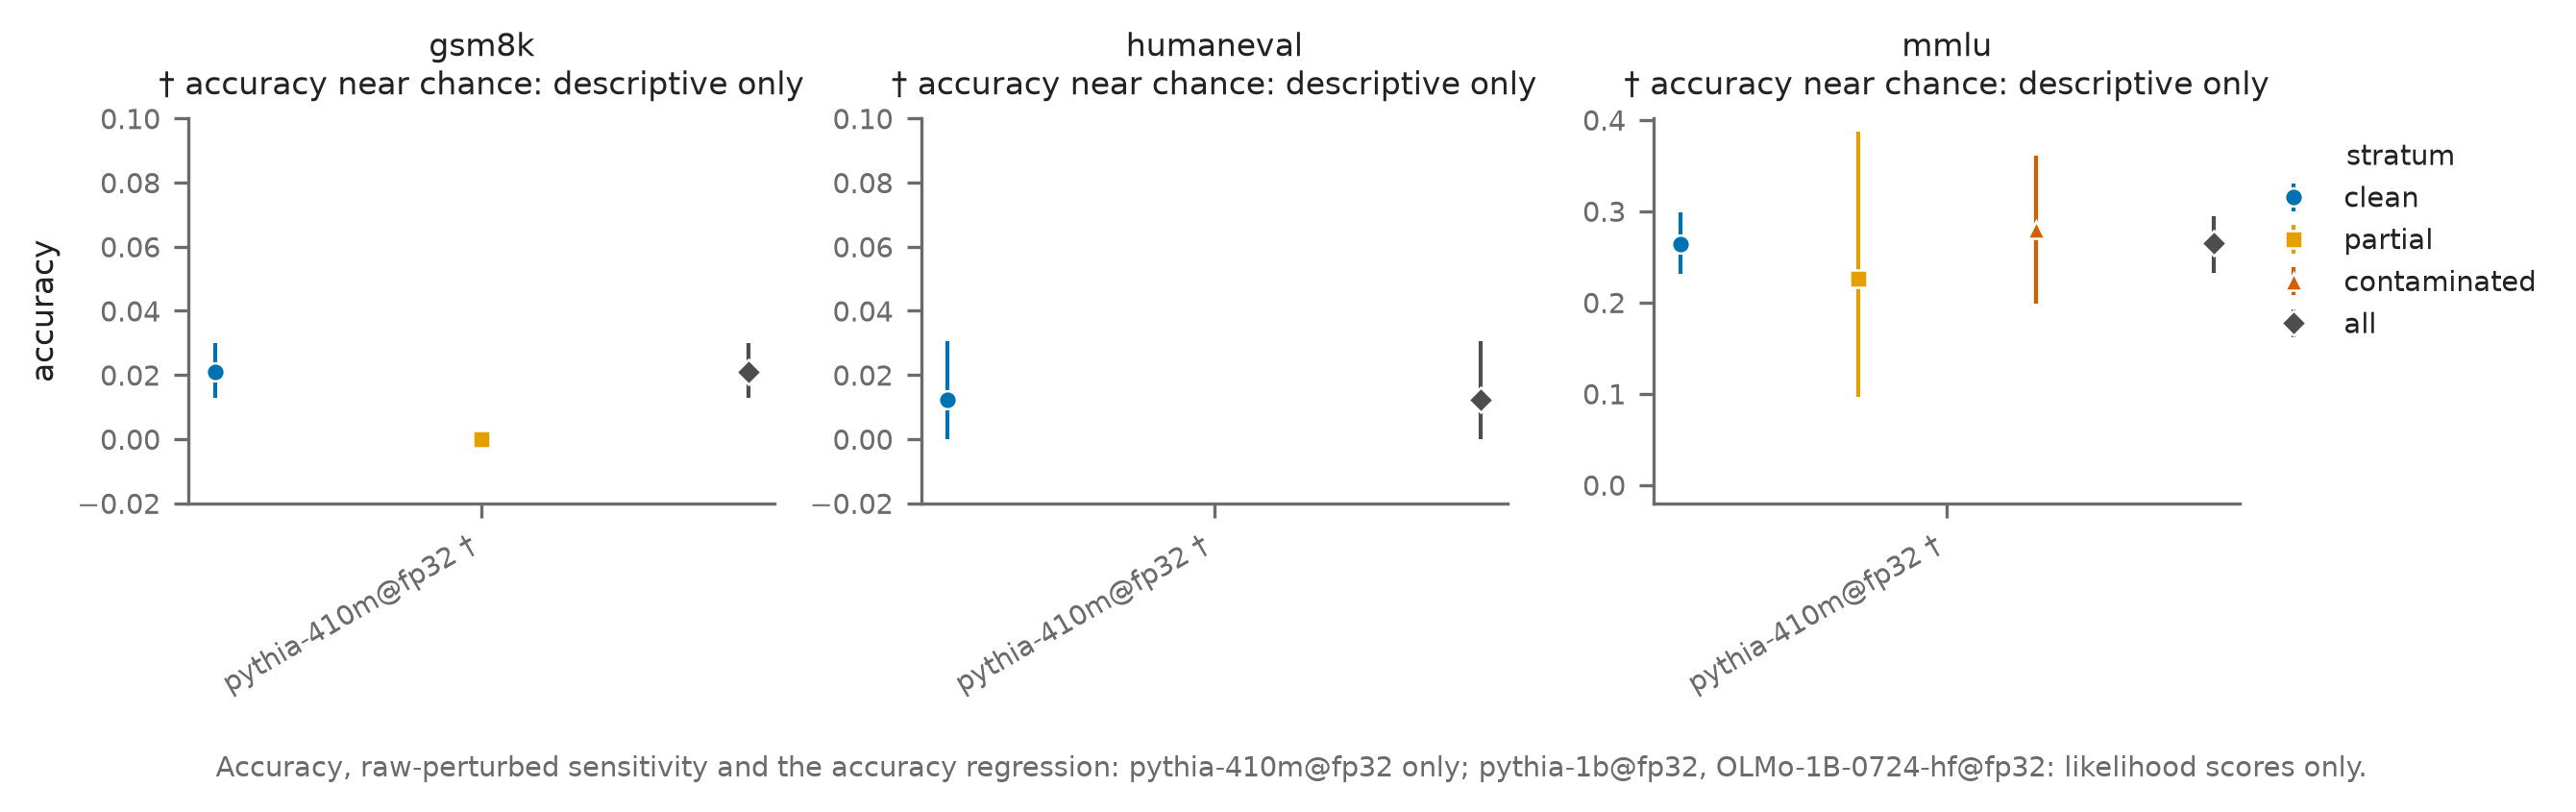 gsm8k
† accuracy near chance: descriptive only
humaneval
† accuracy near chance: descriptive only
mmlu
† accuracy near chance: descriptive only
accuracy
0.10
0.08
0.06
0.04
0.02
0.00
−0.02
pythia-410m@fp32 †
0.10
0.08
0.06
0.04
0.02
0.00
−0.02
pythia-410m@fp32 †
0.4
0.3
0.2
0.1
0.0
pythia-410m@fp32 †
stratum
clean
partial
contaminated
all
Accuracy, raw-perturbed sensitivity and the accuracy regression: pythia-410m@fp32 only; pythia-1b@fp32, OLMo-1B-0724-hf@fp32: likelihood scores only.